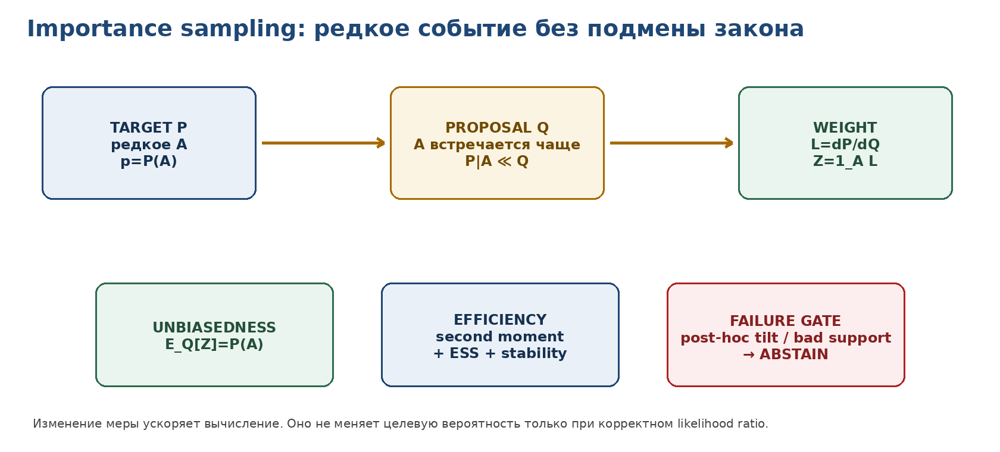 Importance sampling: редкое событие без подмены закона
TARGET P
редкое A
p=P(A)
PROPOSAL Q
A встречается чаще
P|A ≪ Q
WEIGHT
L=dP/dQ
Z=1_A L
UNBIASEDNESS
E_Q[Z]=P(A)
EFFICIENCY
second moment
+ ESS + stability
FAILURE GATE
post-hoc tilt / bad support
→ ABSTAIN
Изменение меры ускоряет вычисление. Оно не меняет целевую вероятность только при корректном likelihood ratio.